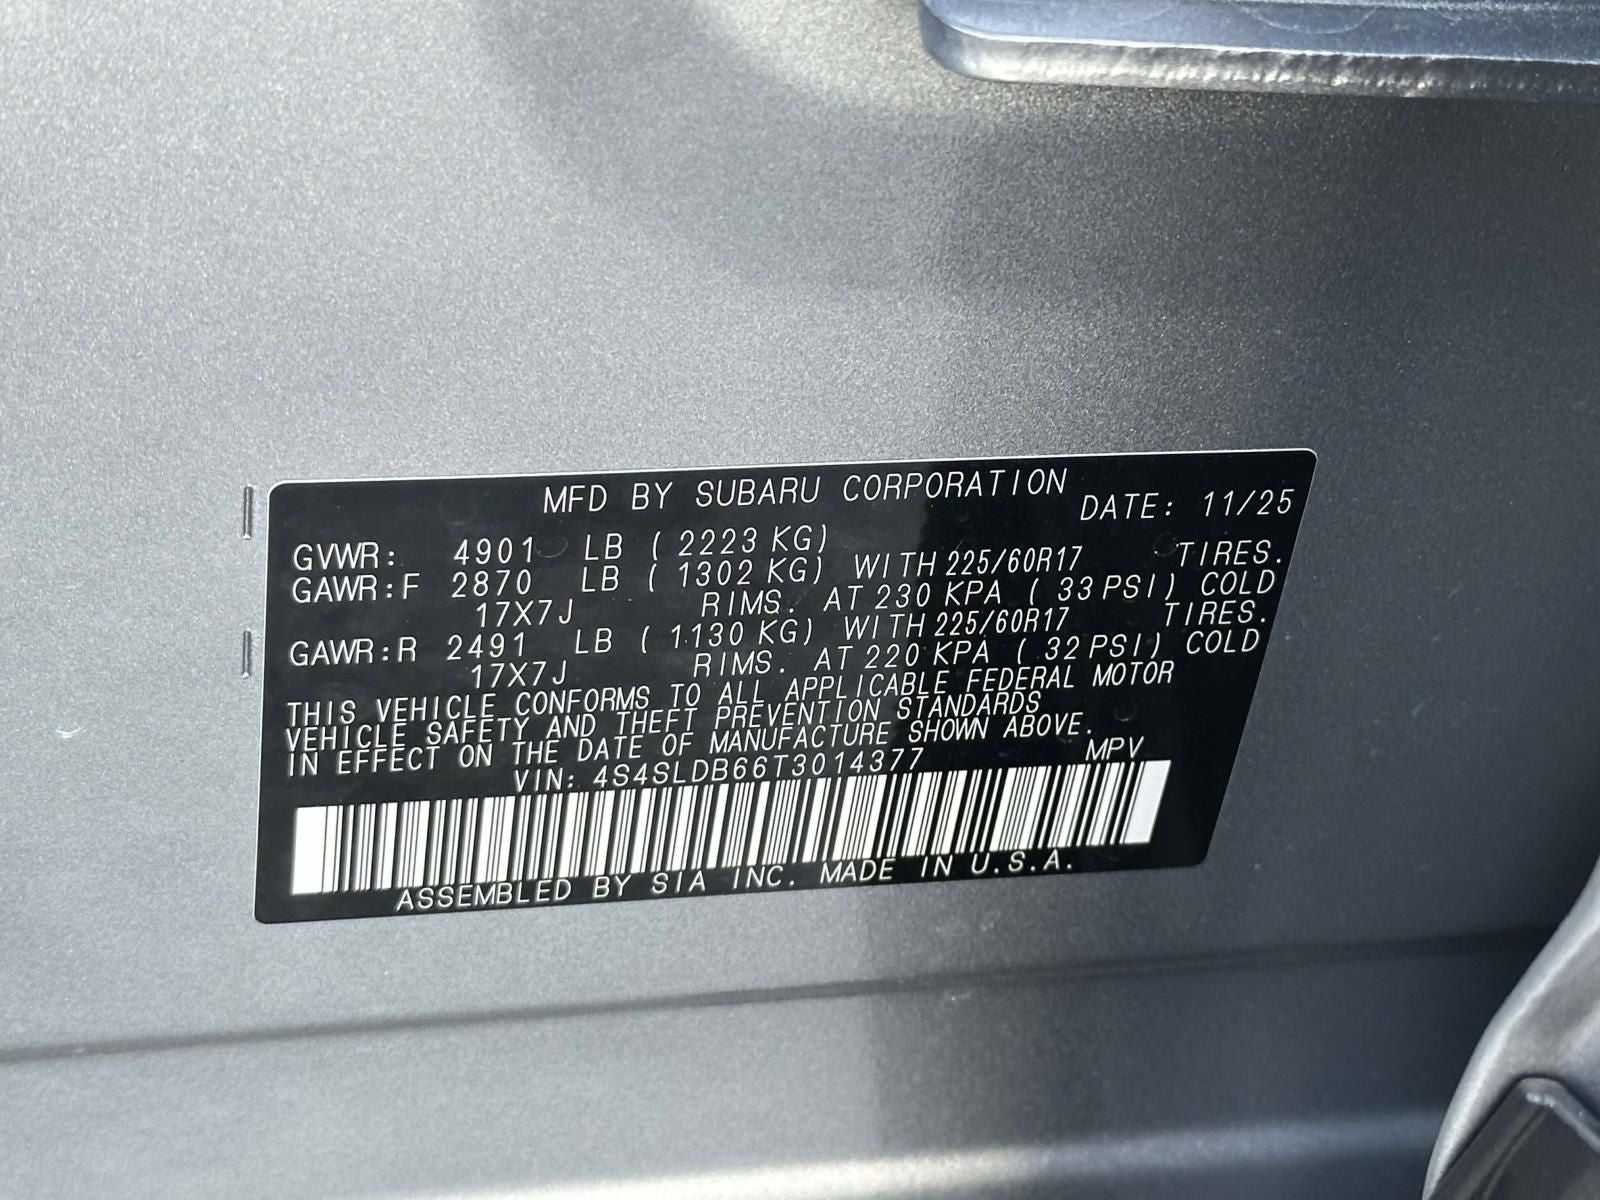 MFD BY SUBARU CORPORATION DATE: 11/25
GVWR: 4901 LB ( 2223 KG)
GAWR:F 2870 LB ( 1302 KG) WITH 225/60R17 TIRES.
17X7J RIMS. AT 230 KPA ( 33 PSI) COLD
GAWR:R 2491 LB ( 1130 KG) WITH 225/60R17 TIRES.
17X7J RIMS. AT 220 KPA ( 32 PSI) COLD
THIS VEHICLE CONFORMS TO ALL APPLICABLE FEDERAL MOTOR
VEHICLE SAFETY AND THEFT PREVENTION STANDARDS
IN EFFECT ON THE DATE OF MANUFACTURE SHOWN ABOVE.
VIN: 4S4SLDB66T3014377 MPV
ASSEMBLED BY SIA INC. MADE IN U.S.A.